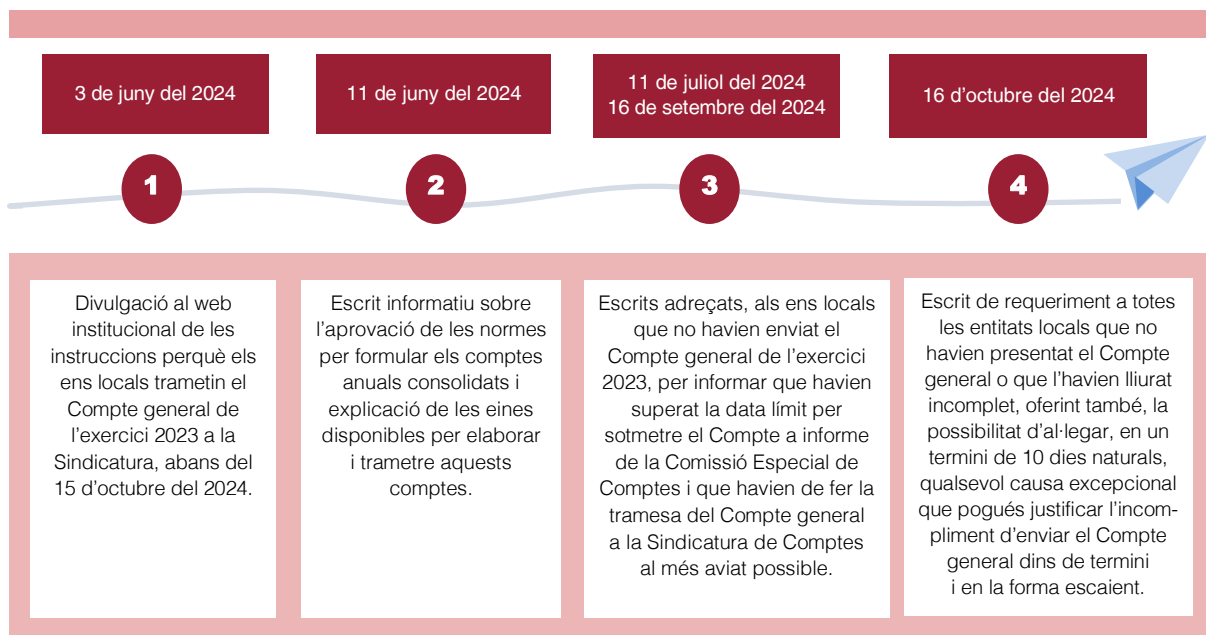 3 de juny del 2024
11 de juny del 2024
11 de juliol del 2024
16 de setembre del 2024
16 d’octubre del 2024
1
2
3
4
Divulgació al web
institucional de les
instruccions perquè els
ens locals trametin el
Compte general de
l’exercici 2023 a la
Sindicatura, abans del
15 d’octubre del 2024.
Escrit informatiu sobre
l’aprovació de les normes
per formular els comptes
anuals consolidats i
explicació de les eines
disponibles per elaborar
i trametre aquests
comptes.
Escrits adreçats, als ens locals
que no havien enviat el
Compte general de l’exercici
2023, per informar que havien
superat la data límit per
sotmetre el Compte a informe
de la Comissió Especial de
Comptes i que havien de fer la
tramesa del Compte general
a la Sindicatura de Comptes
al més aviat possible.
Escrit de requeriment a totes
les entitats locals que no
havien presentat el Compte
general o que l’havien lliurat
incomplet, oferint també, la
possibilitat d’al·legar, en un
termini de 10 dies naturals,
qualsevol causa excepcional
que pogués justificar l’incom-
pliment d’enviar el Compte
general dins de termini
i en la forma escaient.